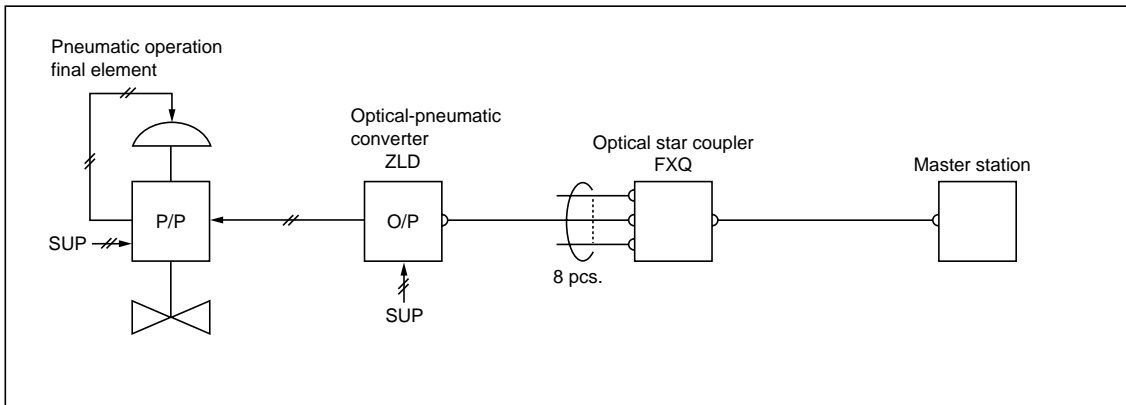 Pneumatic operation
final element
Optical-pneumatic
converter
ZLD
Optical star coupler
FXQ
Master station
P/P
O/P
SUP
8 pcs.
SUP